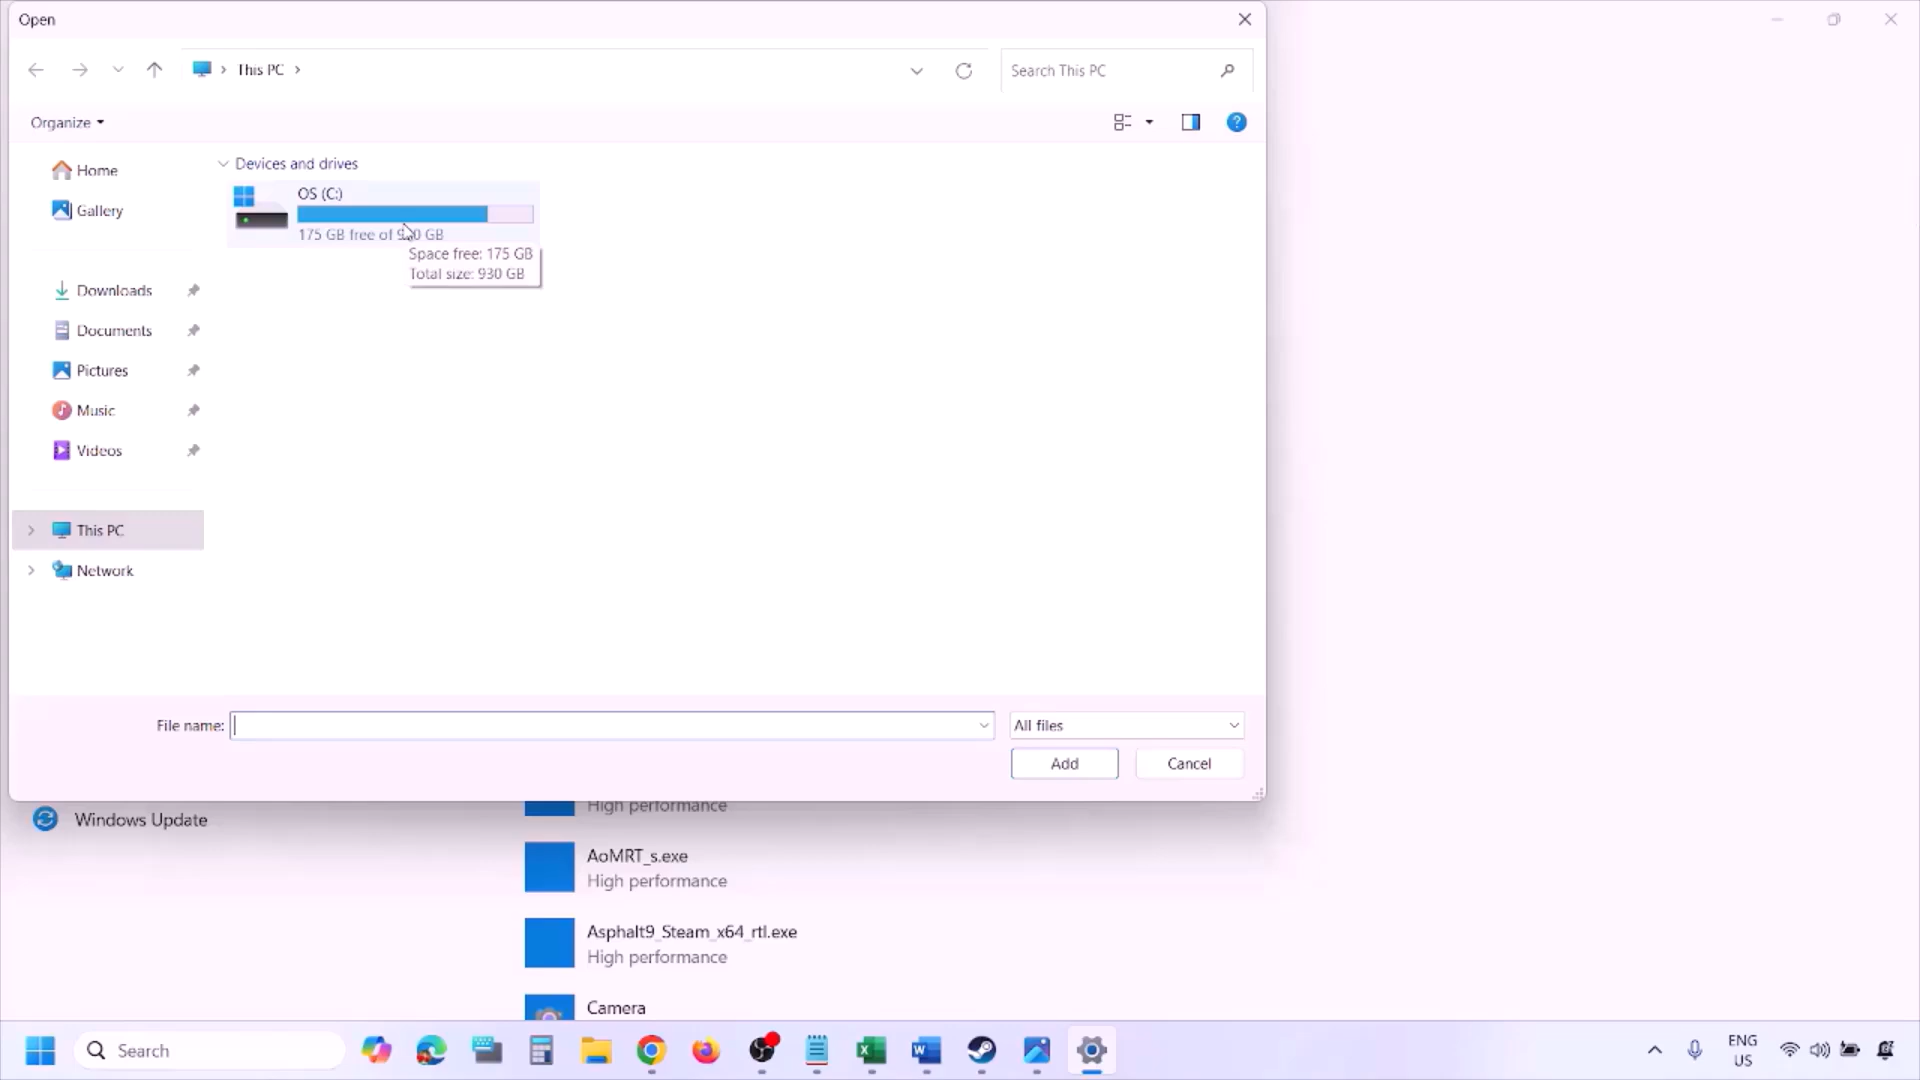 Open
This PC
Search This PC
Organize
Home
Gallery
Downloads
Documents
Pictures
Music
Videos
This PC
Network
Devices and drives
OS (C:)
175 GB free of 930 GB
Space free: 175 GB
Total size: 930 GB
File name:
All files
Add
Cancel
Windows Update
High performance
AoMRT_s.exe
High performance
Asphalt9_Steam_x64_rtl.exe
High performance
Camera
Search
ENG
US